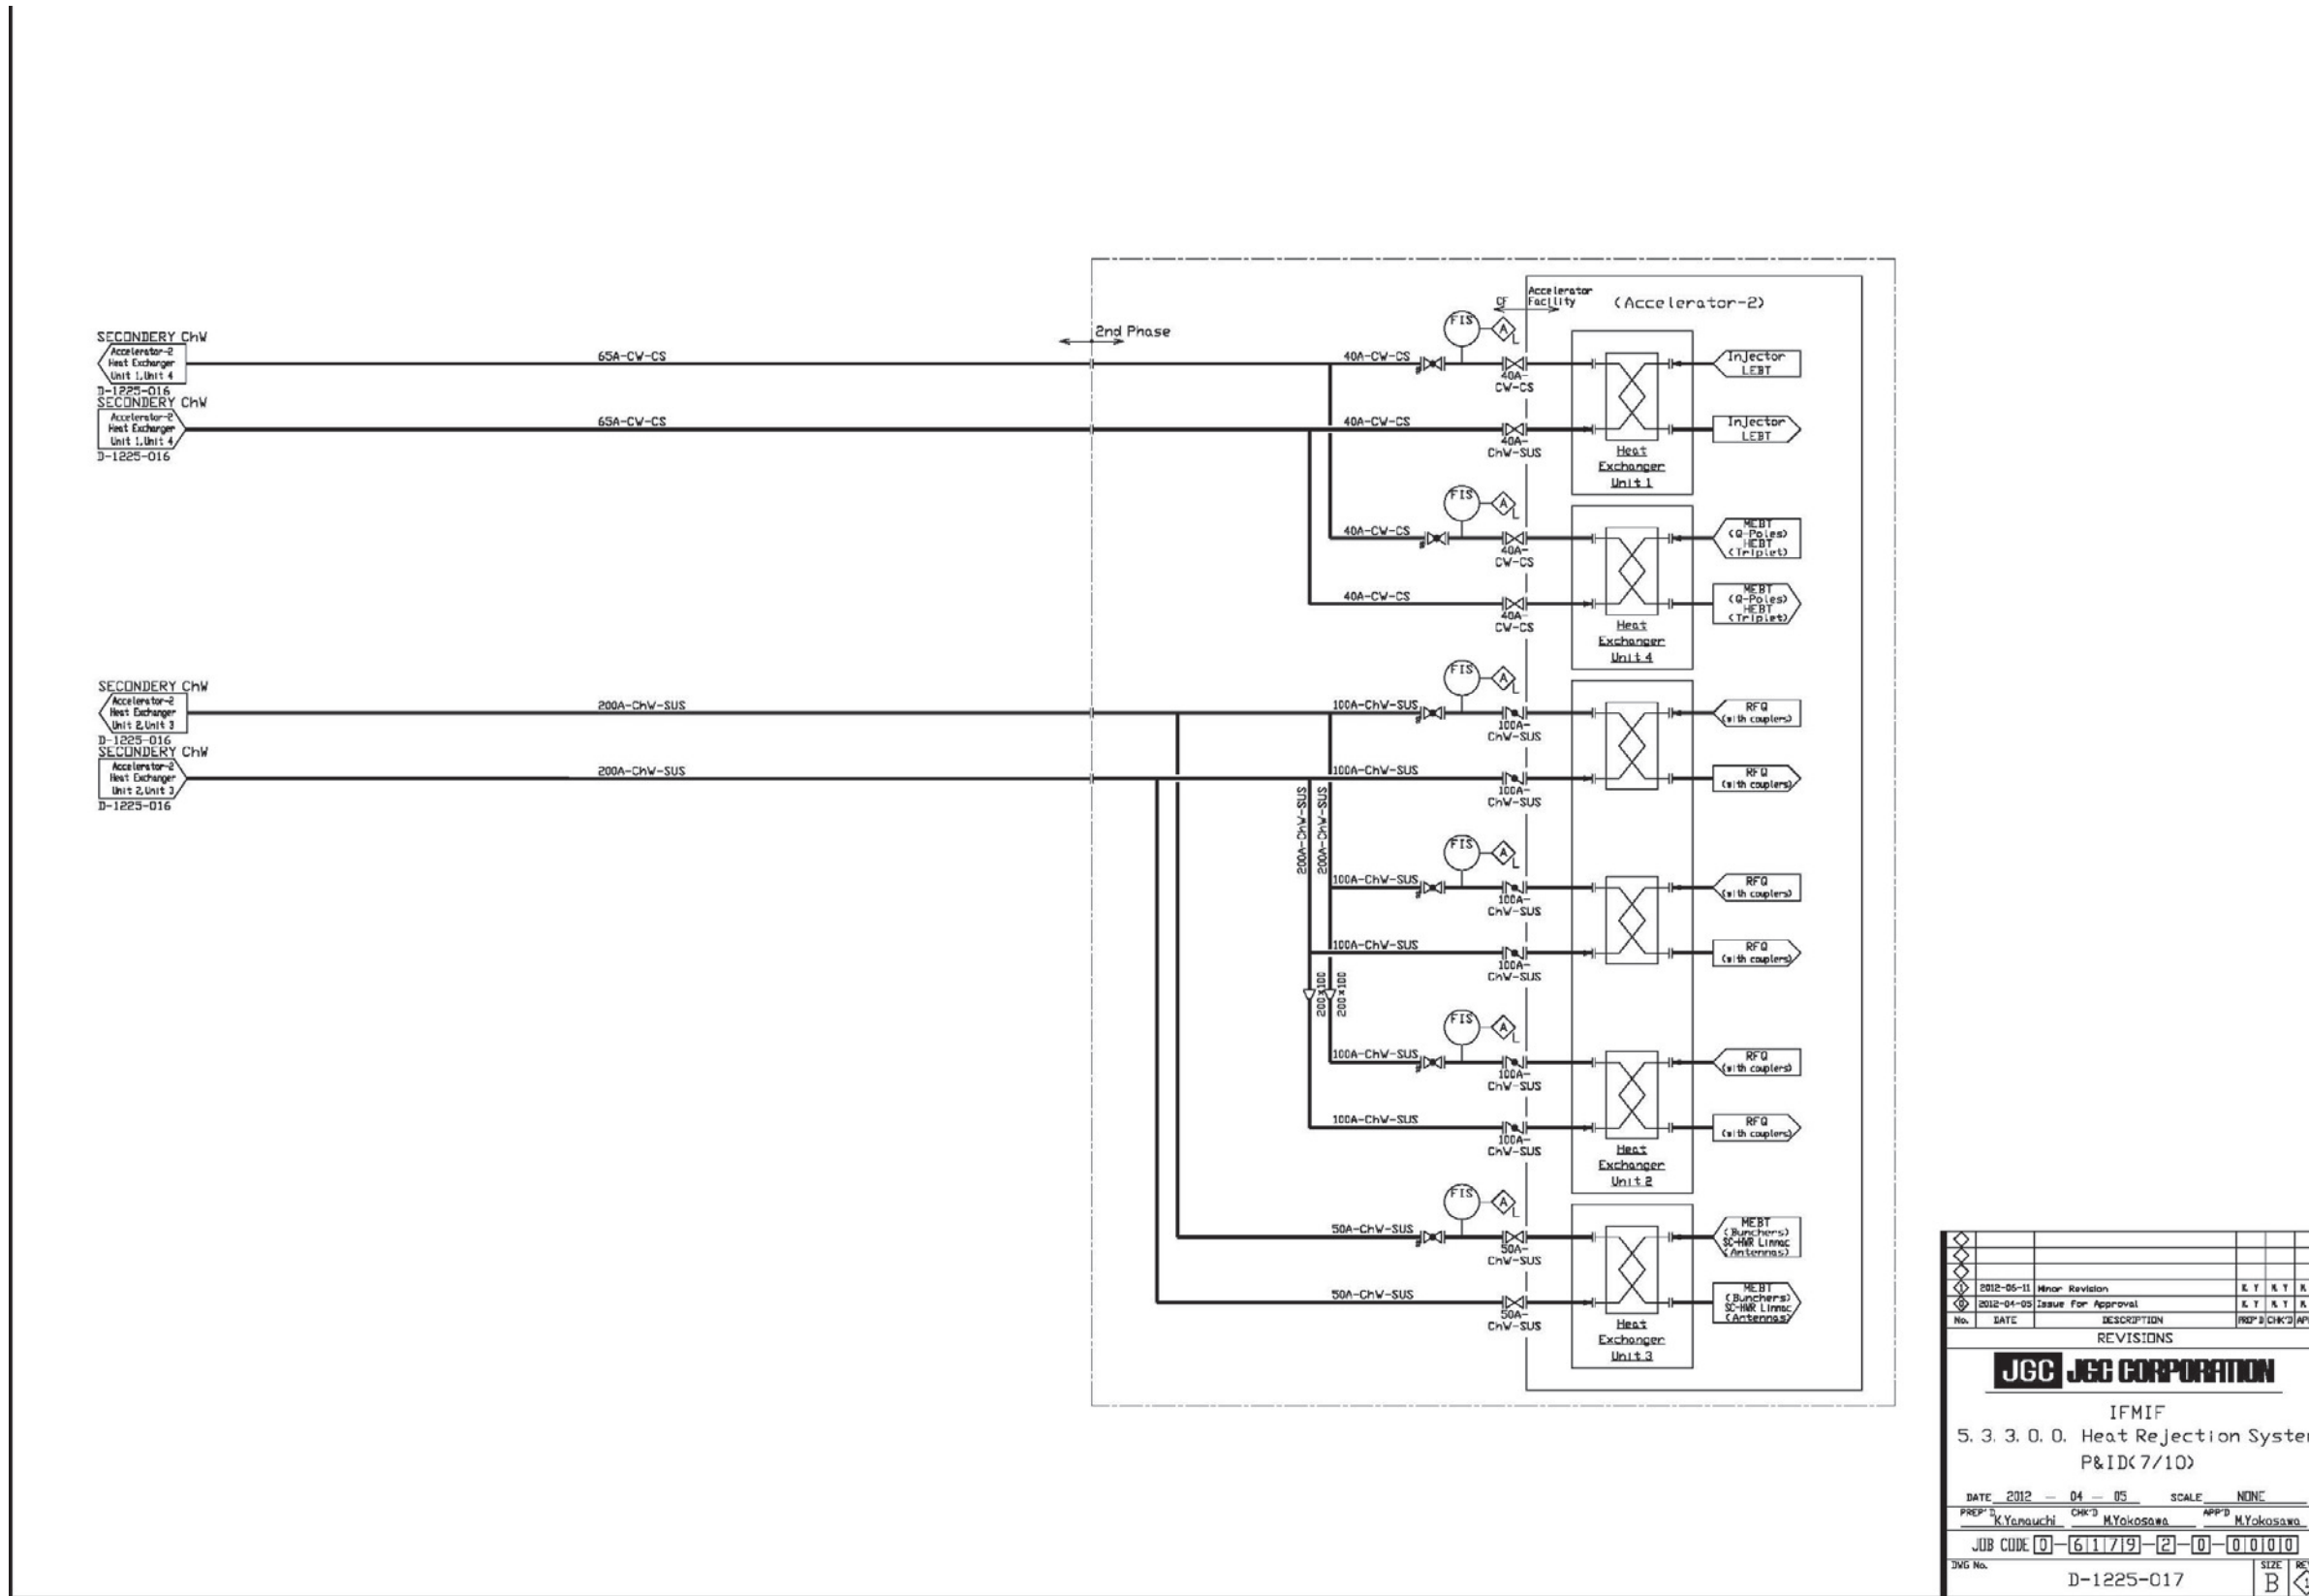 SECONDERY ChW
Accelerator-2
Heat Exchanger
Unit 1,Unit 4
D-1225-016
SECONDERY ChW
Accelerator-2
Heat Exchanger
Unit 1,Unit 4
D-1225-016
65A-CW-CS
65A-CW-CS
2nd Phase
CF
Accelerator
Facility
(Accelerator-2)
FIS
A
L
40A-CW-CS
40A-
CW-CS
Injector
LEBT
40A-CW-CS
40A-
ChW-SUS
Injector
LEBT
Heat
Exchanger
Unit 1
FIS
A
L
40A-CW-CS
40A-
CW-CS
MEBT
(Q-Poles)
HEBT
(Triplet)
40A-CW-CS
40A-
CW-CS
MEBT
(Q-Poles)
HEBT
(Triplet)
Heat
Exchanger
Unit 4
SECONDERY ChW
Accelerator-2
Heat Exchanger
Unit 2,Unit 3
D-1225-016
SECONDERY ChW
Accelerator-2
Heat Exchanger
Unit 2,Unit 3
D-1225-016
200A-ChW-SUS
200A-ChW-SUS
FIS
A
L
100A-ChW-SUS
100A-
ChW-SUS
RFQ
(with couplers)
100A-ChW-SUS
100A-
ChW-SUS
RFQ
(with couplers)
200A-ChW-SUS
200A-ChW-SUS
FIS
A
L
100A-ChW-SUS
100A-
ChW-SUS
RFQ
(with couplers)
100A-ChW-SUS
100A-
ChW-SUS
RFQ
(with couplers)
200×100
200×100
FIS
A
L
100A-ChW-SUS
100A-
ChW-SUS
RFQ
(with couplers)
100A-ChW-SUS
100A-
ChW-SUS
RFQ
(with couplers)
Heat
Exchanger
Unit 2
FIS
A
L
50A-ChW-SUS
50A-
ChW-SUS
MEBT
(Bunchers)
SC-HWR Linnac
(Antennas)
50A-ChW-SUS
50A-
ChW-SUS
MEBT
(Bunchers)
SC-HWR Linnac
(Antennas)
Heat
Exchanger
Unit 3
1 2012-06-11 Minor Revision K. Y K. Y K
0 2012-04-05 Issue For Approval K. Y K. Y K
No. DATE DESCRIPTION PREP'D CHK'D AP
REVISIONS
JGC JGC CORPORATION
IFMIF
5. 3. 3. 0. 0. Heat Rejection Syste
P&ID(7/10)
DATE 2012 — 04 — 05 SCALE NONE
PREP'D K.Yamauchi CHK'D M.Yokosawa APP'D M.Yokosawa
JOB CODE 0-6179-2-0-0000
DWG No. SIZE RE
D-1225-017 B